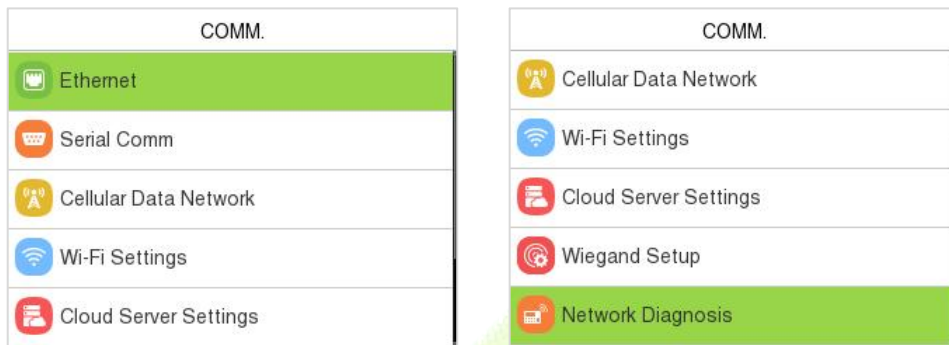 COMM.
Ethernet
Serial Comm
Cellular Data Network
Wi-Fi Settings
Cloud Server Settings
COMM.
Cellular Data Network
Wi-Fi Settings
Cloud Server Settings
Wiegand Setup
Network Diagnosis